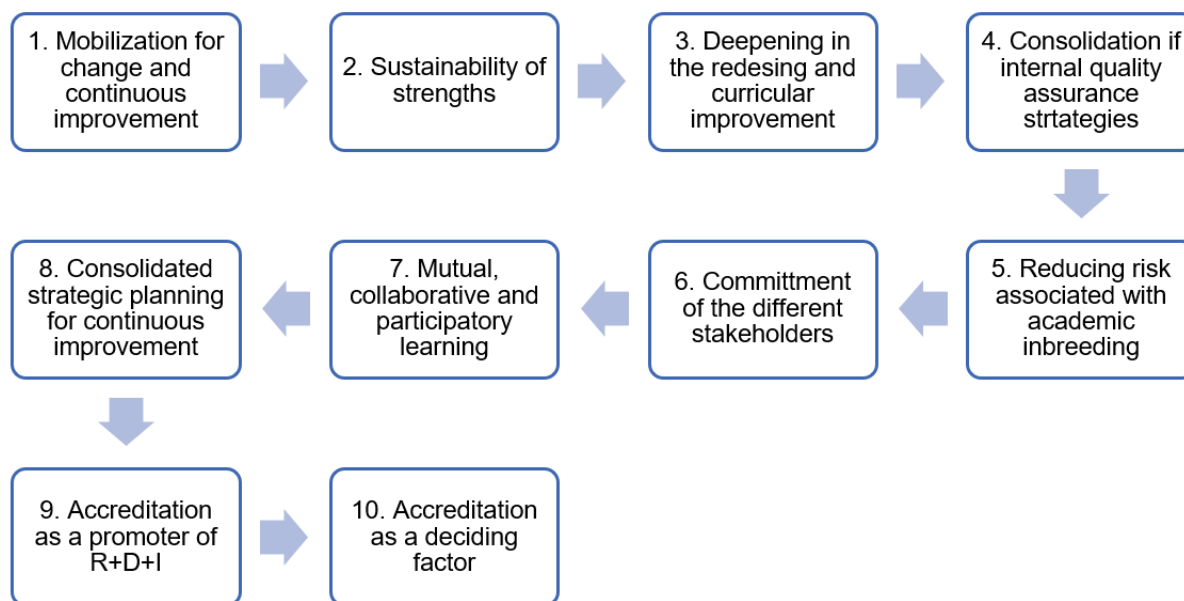 1. Mobilization for
change and
continuous
improvement
2. Sustainability of
strengths
3. Deepening in
the redesing and
curricular
improvement
4. Consolidation if
internal quality
assurance
strtategies
5. Reducing risk
associated with
academic
inbreeding
6. Committment
of the different
stakeholders
7. Mutual,
collaborative and
participatory
learning
8. Consolidated
strategic planning
for continuous
improvement
9. Accreditation
as a promoter of
R+D+I
10. Accreditation
as a deciding
factor